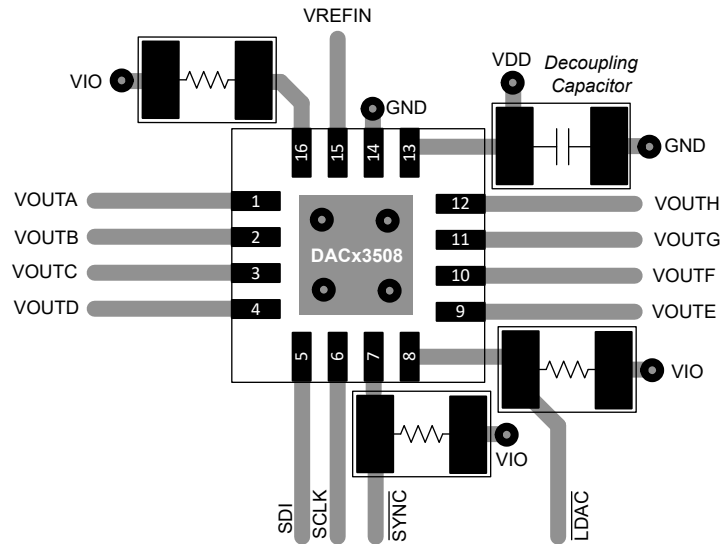 VREFIN
VIO
VDD
Decoupling
Capacitor
GND
GND
16
15
14
13
VOUTA
1
12
VOUTH
VOUTB
2
11
VOUTG
DACx3508
VOUTC
3
10
VOUTF
VOUTD
4
9
VOUTE
5
6
7
8
VIO
VIO
SDI
SCLK
SYNC
LDAC